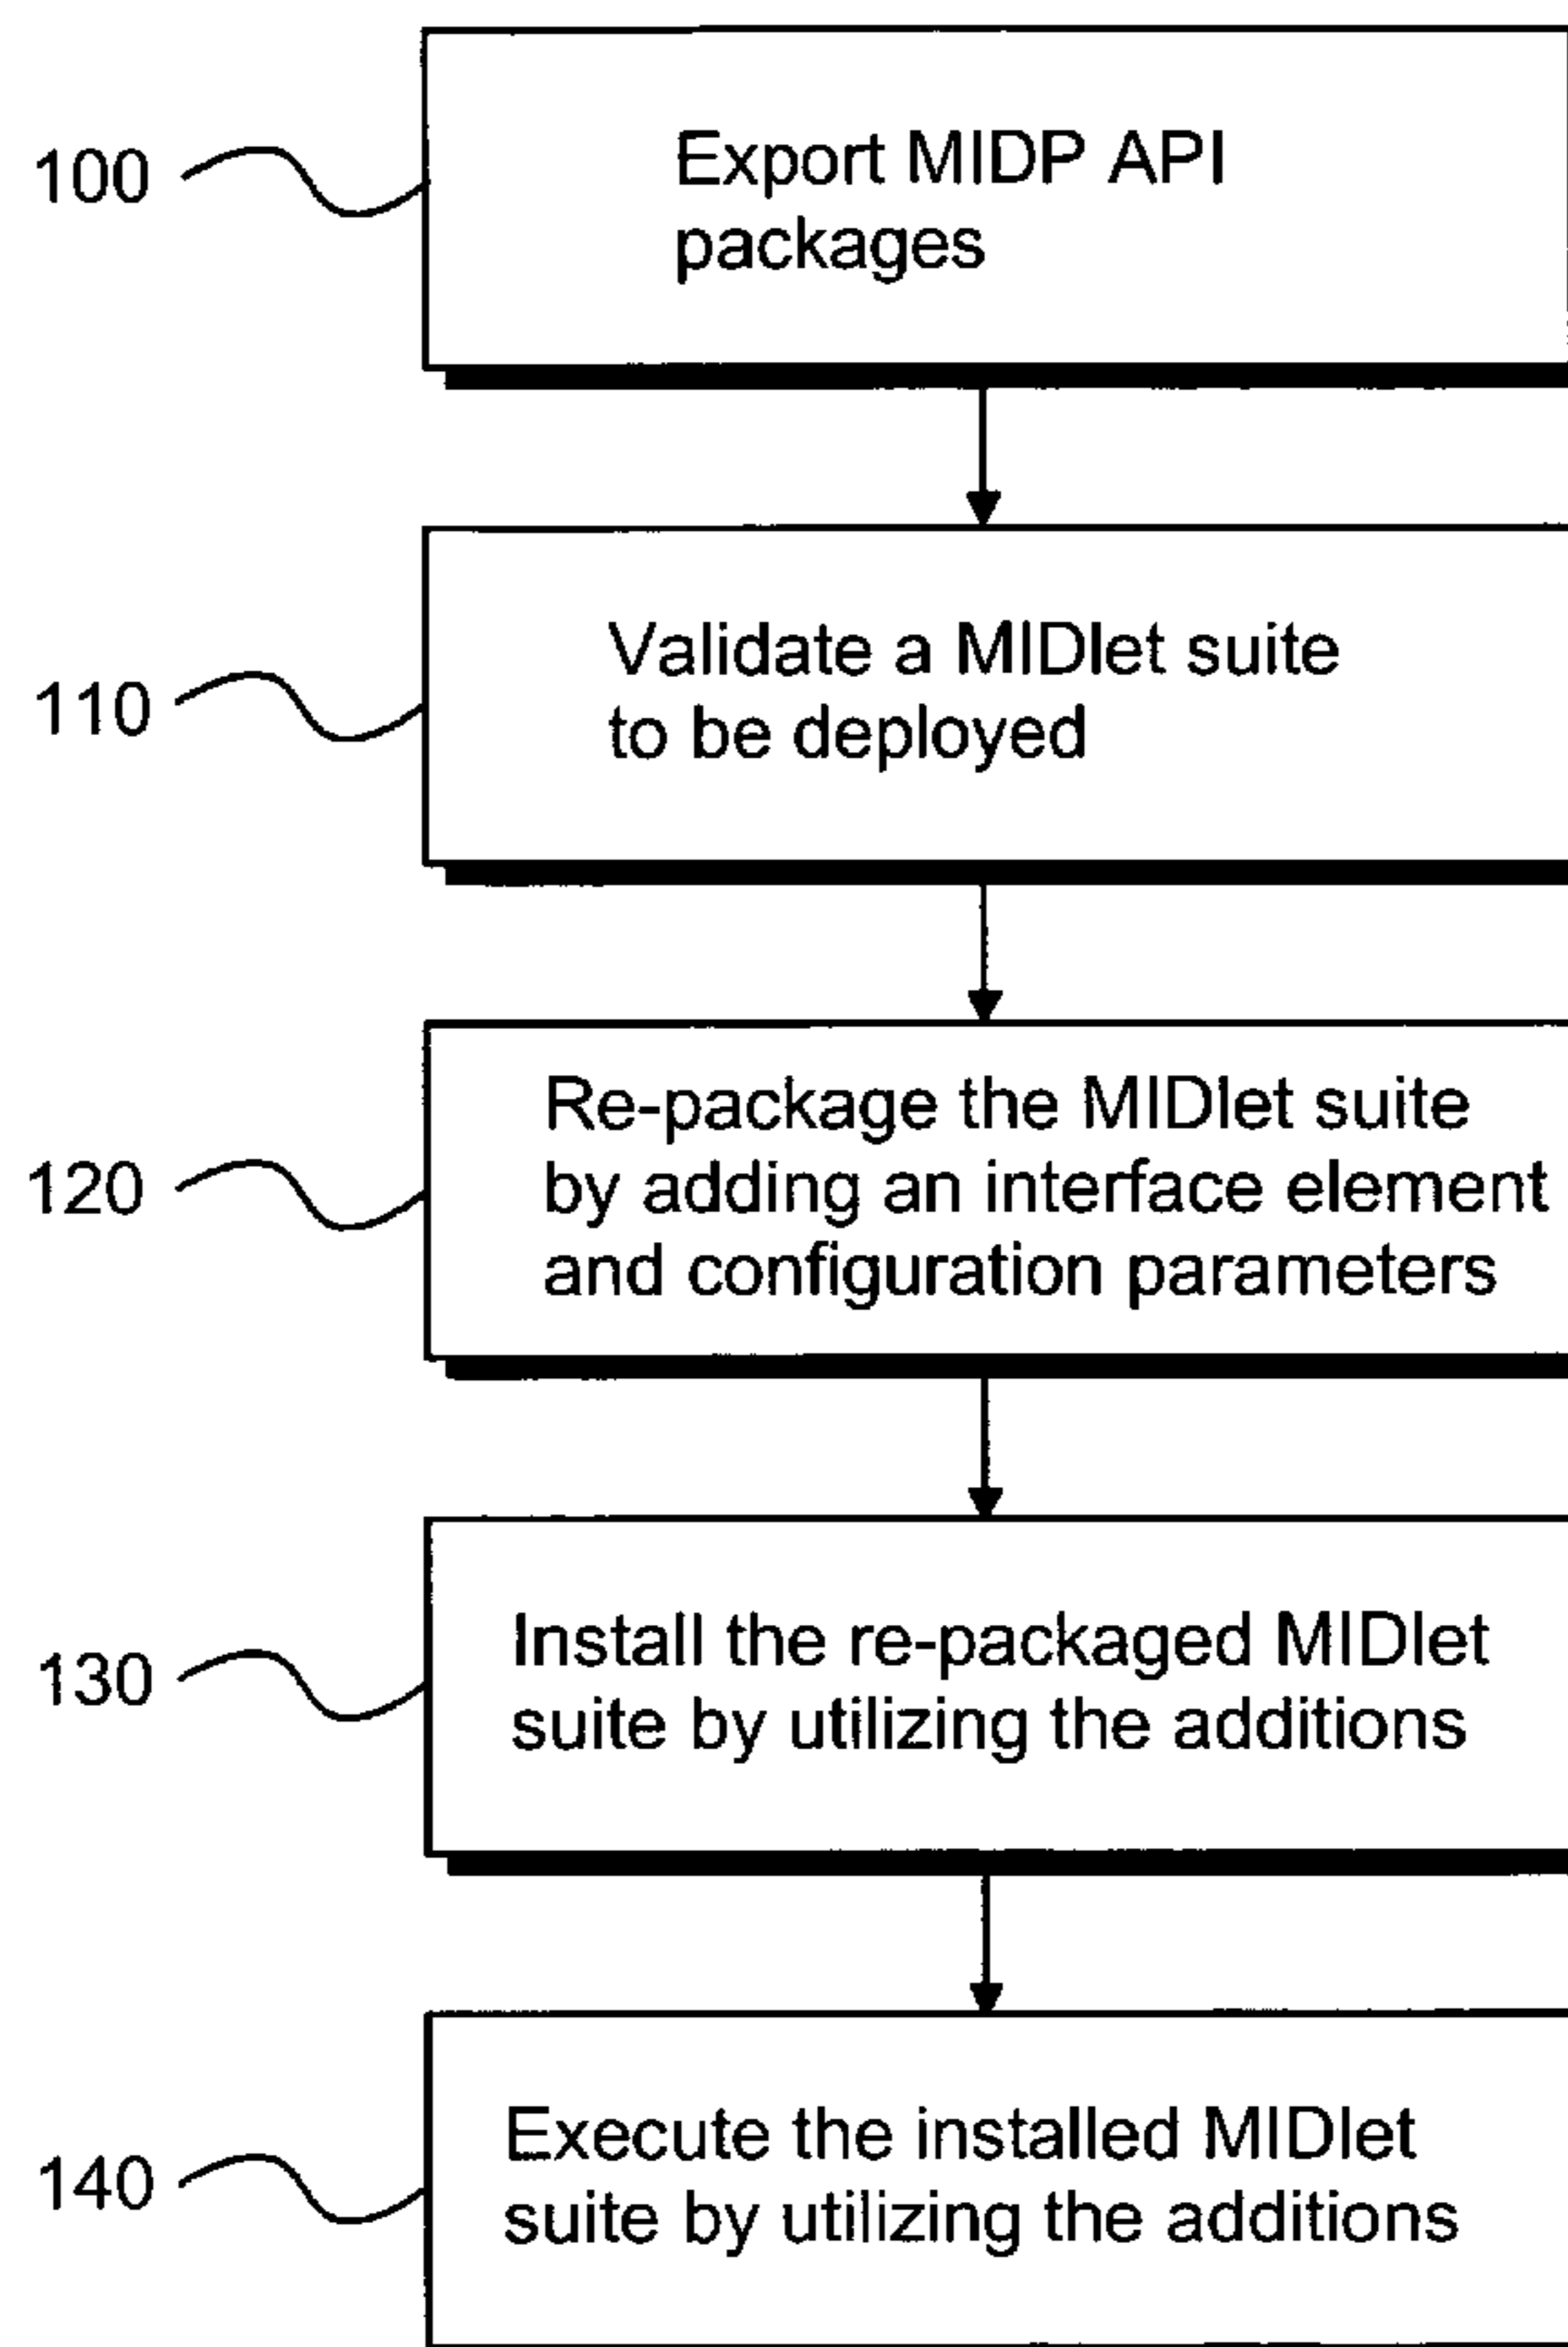 100
Export MIDP API
packages
110
Validate a MIDlet suite
to be deployed
120
Re-package the MIDlet suite
by adding an interface element
and configuration parameters
130
Install the re-packaged MIDlet
suite by utilizing the additions
140
Execute the installed MIDlet
suite by utilizing the additions